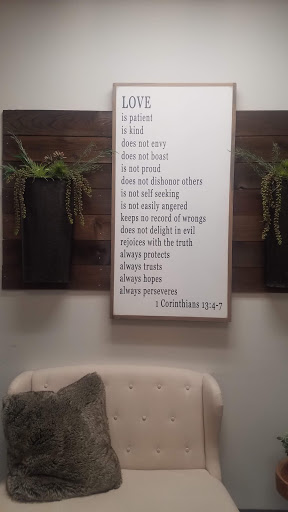 LOVE
is patient
is kind
does not envy
does not boast
is not proud
does not dishonor others
is not self seeking
is not easily angered
keeps no record of wrongs
does not delight in evil
rejoices with the truth
always protects
always trusts
always hopes
always perseveres
1 Corinthians 13:4-7